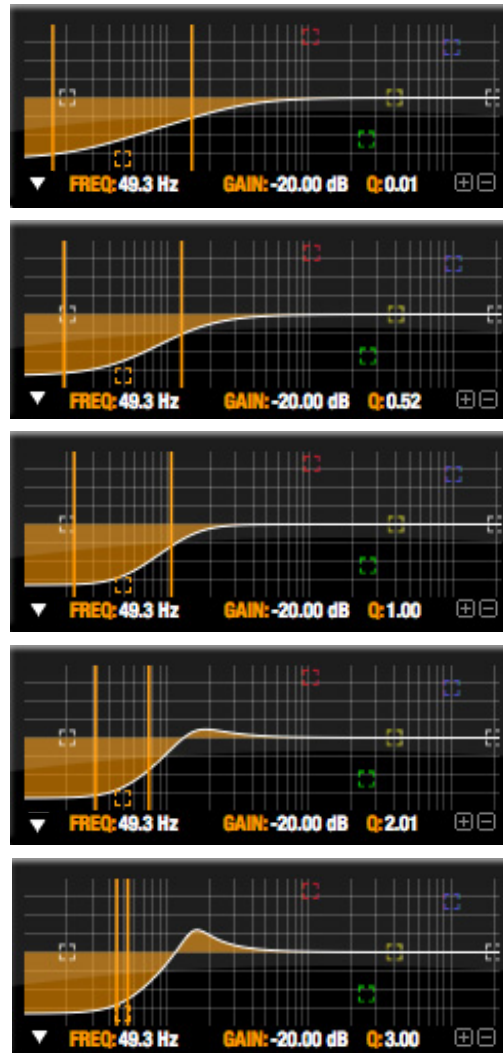 FREQ: 49.3 Hz GAIN: -20.00 dB Q: 0.01
FREQ: 49.3 Hz GAIN: -20.00 dB Q: 0.52
FREQ: 49.3 Hz GAIN: -20.00 dB Q: 1.00
FREQ: 49.3 Hz GAIN: -20.00 dB Q: 2.01
FREQ: 49.3 Hz GAIN: -20.00 dB Q: 3.00